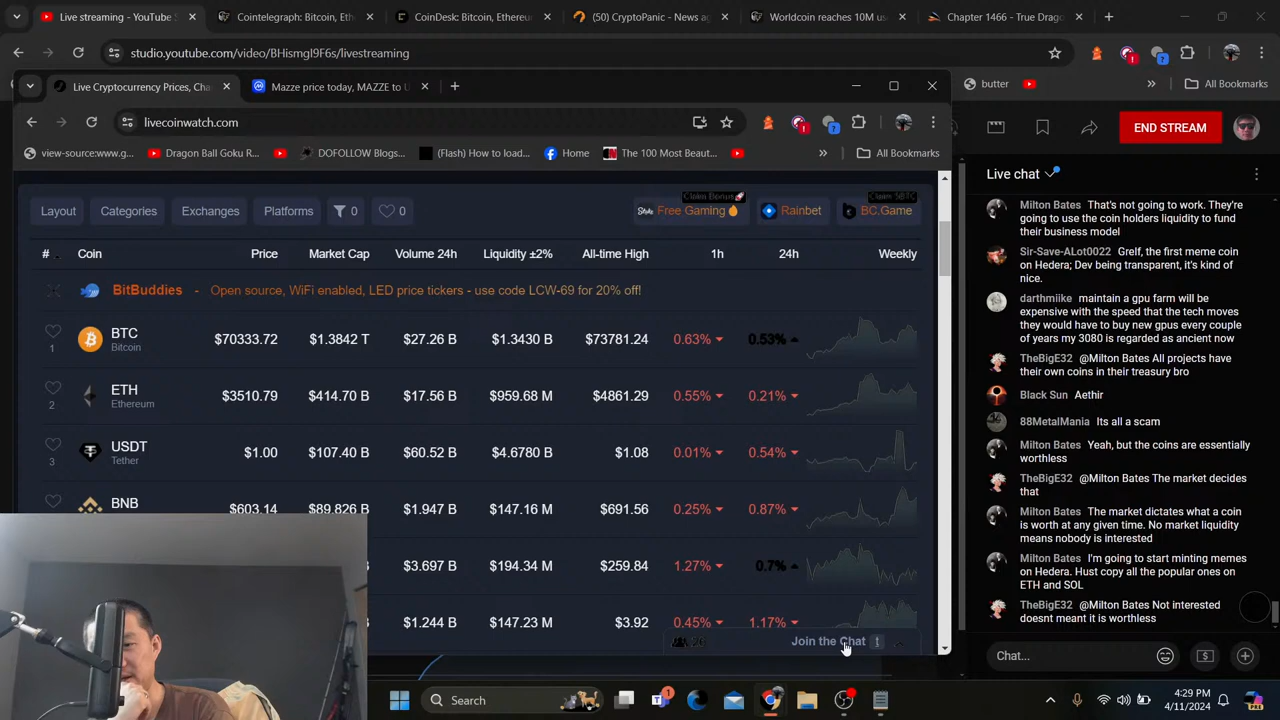 Live streaming - YouTube S
Cointelegraph: Bitcoin, Eth
CoinDesk: Bitcoin, Ethereu
(50) CryptoPanic - News ag
Worldcoin reaches 10M us
Chapter 1466 - True Drago
studio.youtube.com/video/BHismgI9F6s/livestreaming
butter
All Bookmarks
Live Cryptocurrency Prices, Cha
Mazze price today, MAZZE to U
livecoinwatch.com
view-source:www.g...
Dragon Ball Goku R...
DOFOLLOW Blogs...
(Flash) How to load...
Home
The 100 Most Beaut...
All Bookmarks
END STREAM
Live chat
Layout
Categories
Exchanges
Platforms
0
Claim Bonus
Stake Free Gaming
Rainbet
Claim 5BTC
BC.Game
# Coin Price Market Cap Volume 24h Liquidity ±2% All-time High 1h 24h Weekly
BitBuddies - Open source, WiFi enabled, LED price tickers - use code LCW-69 for 20% off!
1 BTC Bitcoin $70333.72 $1.3842 T $27.26 B $1.3430 B $73781.24 0.63% 0.53%
2 ETH Ethereum $3510.79 $414.70 B $17.56 B $959.68 M $4861.29 0.55% 0.21%
3 USDT Tether $1.00 $107.40 B $60.52 B $4.6780 B $1.08 0.01% 0.54%
BNB $603.14 $89.826 B $1.947 B $147.16 M $691.56 0.25% 0.87%
$3.697 B $194.34 M $259.84 1.27% 0.7%
$1.244 B $147.23 M $3.92 0.45% 1.17%
Join the Chat
Milton Bates That's not going to work. They're
going to use the coin holders liquidity to fund
their business model
Sir-Save-ALot0022 Grelf, the first meme coin
on Hedera; Dev being transparent, it's kind of
nice.
darthmiike maintain a gpu farm will be
expensive with the speed that the tech moves
they would have to buy new gpus every couple
of years my 3080 is regarded as ancient now
TheBigE32 @Milton Bates All projects have
their own coins in their treasury bro
Black Sun Aethir
88MetalMania Its all a scam
Milton Bates Yeah, but the coins are essentially
worthless
TheBigE32 @Milton Bates The market decides
that
Milton Bates The market dictates what a coin
is worth at any given time. No market liquidity
means nobody is interested
Milton Bates I'm going to start minting memes
on Hedera. Hust copy all the popular ones on
ETH and SOL
TheBigE32 @Milton Bates Not interested
doesnt meant it is worthless
Chat...
Search
4:29 PM
4/11/2024